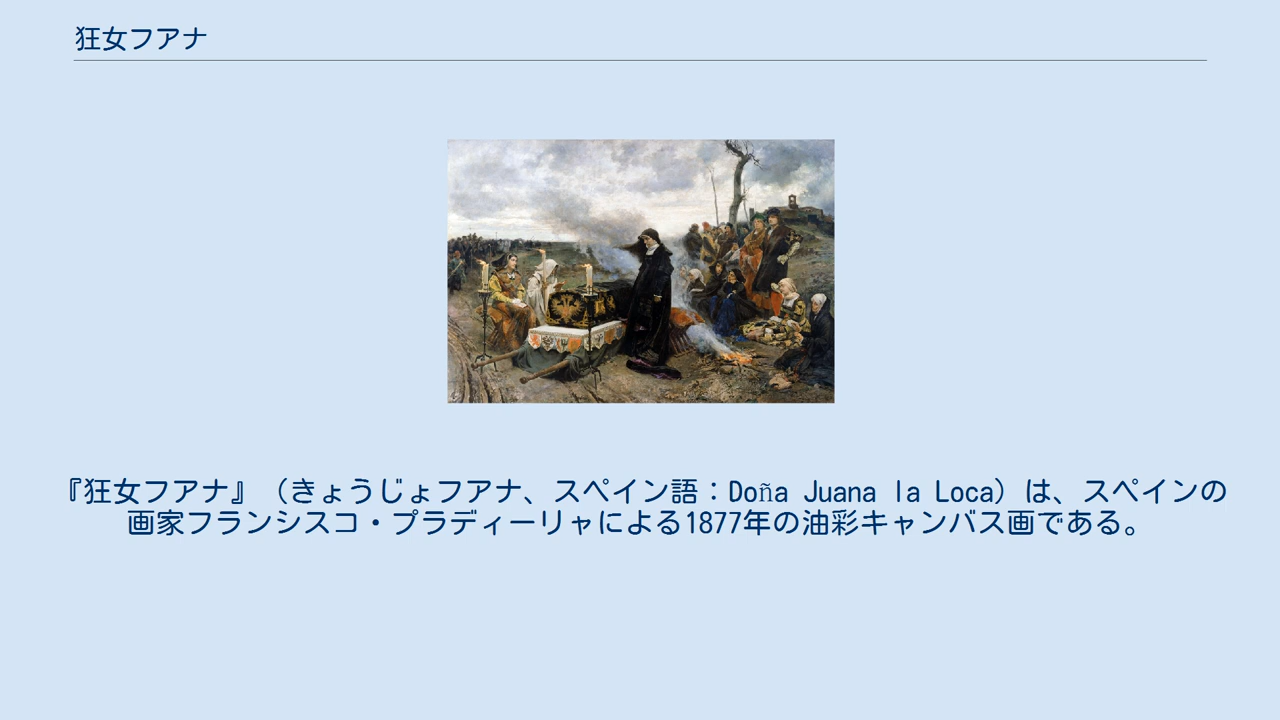 狂女フアナ
『狂女フアナ』（きょうじょフアナ、スペイン語：Doña Juana la Loca）は、スペインの
画家フランシスコ・プラディーリャによる1877年の油彩キャンバス画である。